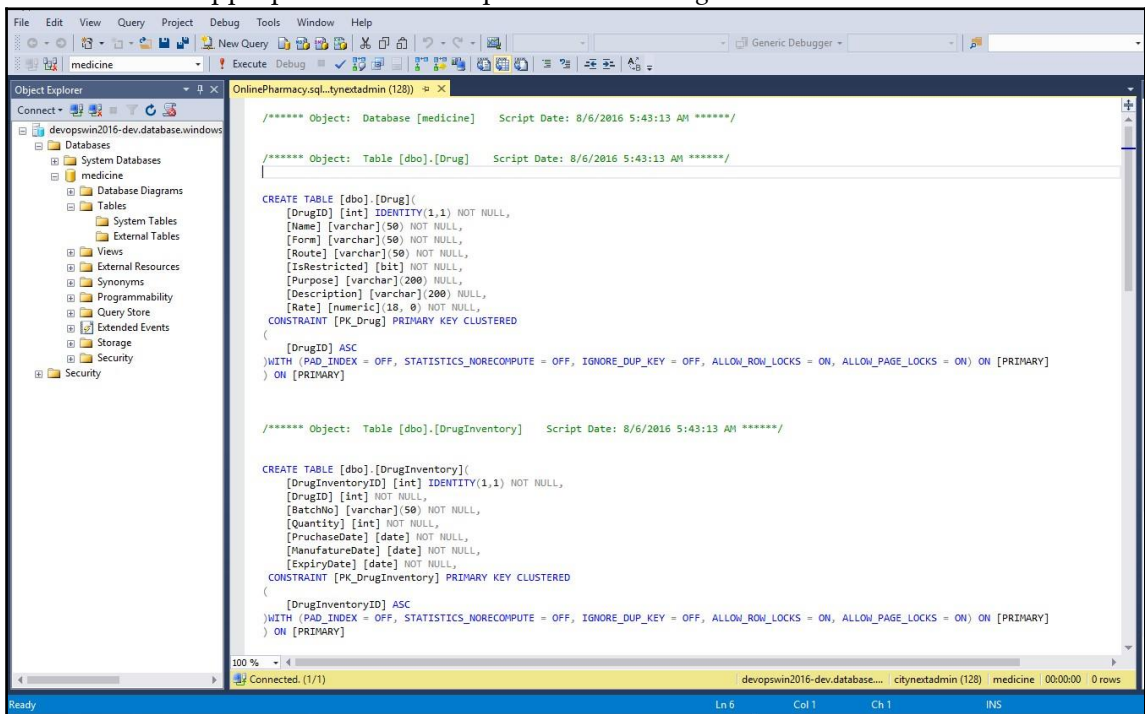 File Edit View Query Project Debug Tools Window Help
New Query
Generic Debugger
medicine
Execute Debug
Object Explorer
Connect
devopswin2016-dev.database.windows
Databases
System Databases
medicine
Database Diagrams
Tables
System Tables
External Tables
Views
External Resources
Synonyms
Programmability
Query Store
Extended Events
Storage
Security
Security
OnlinePharmacy.sql...tynextadmin (128))
/****** Object: Database [medicine] Script Date: 8/6/2016 5:43:13 AM ******/
/****** Object: Table [dbo].[Drug] Script Date: 8/6/2016 5:43:13 AM ******/
CREATE TABLE [dbo].[Drug](
[DrugID] [int] IDENTITY(1,1) NOT NULL,
[Name] [varchar](50) NOT NULL,
[Form] [varchar](50) NOT NULL,
[Route] [varchar](50) NOT NULL,
[IsRestricted] [bit] NOT NULL,
[Purpose] [varchar](200) NULL,
[Description] [varchar](200) NULL,
[Rate] [numeric](18, 0) NOT NULL,
CONSTRAINT [PK_Drug] PRIMARY KEY CLUSTERED
(
[DrugID] ASC
)WITH (PAD_INDEX = OFF, STATISTICS_NORECOMPUTE = OFF, IGNORE_DUP_KEY = OFF, ALLOW_ROW_LOCKS = ON, ALLOW_PAGE_LOCKS = ON) ON [PRIMARY]
) ON [PRIMARY]
/****** Object: Table [dbo].[DrugInventory] Script Date: 8/6/2016 5:43:13 AM ******/
CREATE TABLE [dbo].[DrugInventory](
[DrugInventoryID] [int] IDENTITY(1,1) NOT NULL,
[DrugID] [int] NOT NULL,
[BatchNo] [varchar](50) NOT NULL,
[Quantity] [int] NOT NULL,
[PruchaseDate] [date] NOT NULL,
[ManufatureDate] [date] NOT NULL,
[ExpiryDate] [date] NOT NULL,
CONSTRAINT [PK_DrugInventory] PRIMARY KEY CLUSTERED
(
[DrugInventoryID] ASC
)WITH (PAD_INDEX = OFF, STATISTICS_NORECOMPUTE = OFF, IGNORE_DUP_KEY = OFF, ALLOW_ROW_LOCKS = ON, ALLOW_PAGE_LOCKS = ON) ON [PRIMARY]
) ON [PRIMARY]
100 %
Connected. (1/1) devopswin2016-dev.database.... citynextadmin (128) medicine 00:00:00 0 rows
Ready Ln 6 Col 1 Ch 1 INS